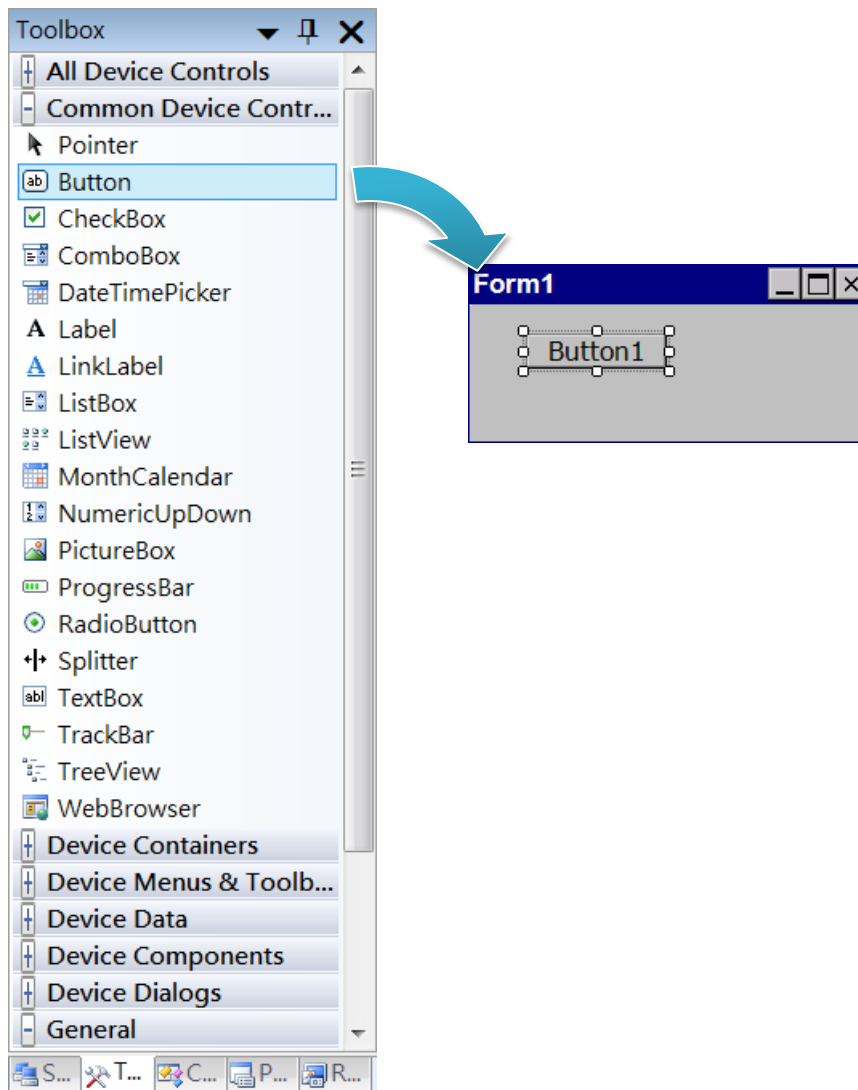 Toolbox
All Device Controls
Common Device Contr...
Pointer
ab Button
CheckBox
ComboBox
DateTimePicker
A Label
A LinkLabel
ListBox
ListView
MonthCalendar
NumericUpDown
PictureBox
ProgressBar
RadioButton
Splitter
abl TextBox
TrackBar
TreeView
WebBrowser
Device Containers
Device Menus & Toolb...
Device Data
Device Components
Device Dialogs
General
S... T... C... P... R...
Form1
Button1